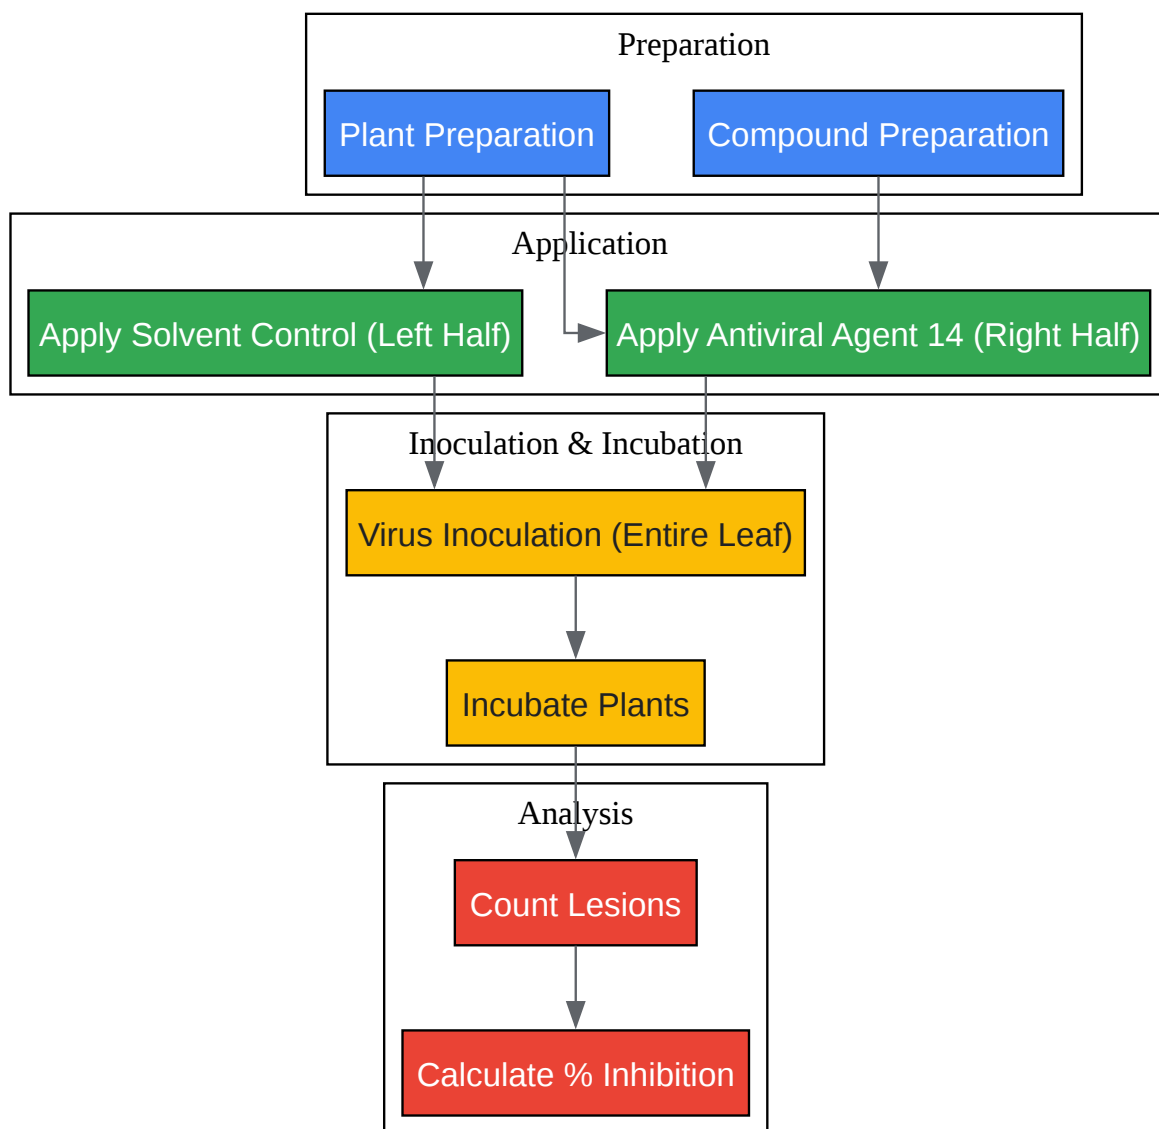 Preparation
Plant Preparation
Compound Preparation
Application
Apply Solvent Control (Left Half)
Apply Antiviral Agent 14 (Right Half)
Inoculation & Incubation
Virus Inoculation (Entire Leaf)
Incubate Plants
Analysis
Count Lesions
Calculate % Inhibition